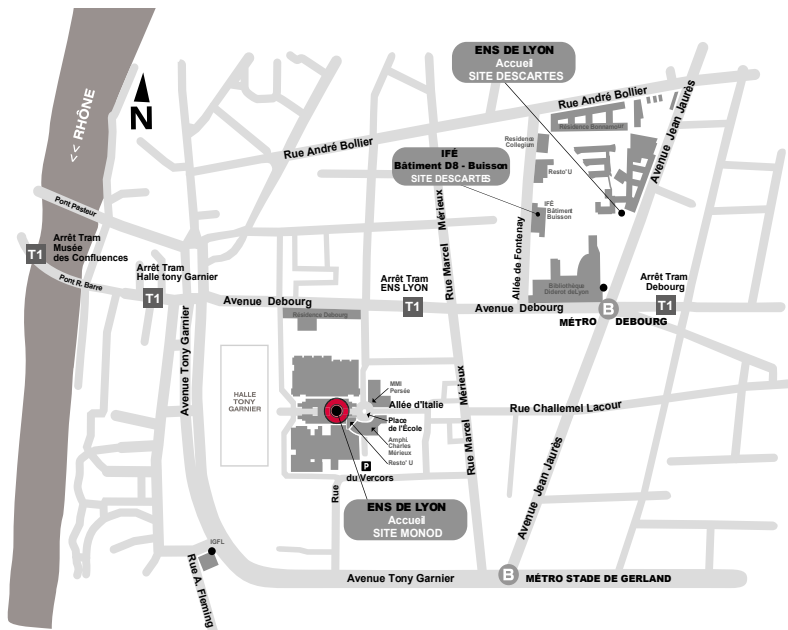 ENS DE LYON
Accueil
SITE DESCARTES
Rue André Bollier
Avenue Jean Jaurès
<< RHÔNE
N
Rue André Bollier
Residence Bonnamour
Residence
Collegium
IFÉ
Bâtiment D8 - Buisson
SITE DESCARTES
Resto' U
Pont Pasteur
Rue Marcel Mérieux
IFÉ
Bâtiment
Buisson
Allée de Fontenay
T1
Arrêt Tram
Musée
des Confluences
Pont R. Barre
Arrêt Tram
Halle tony Garnier
T1
Avenue Debourg
Arrêt Tram
ENS LYON
T1
Bibliothèque
Diderot de Lyon
Arrêt Tram
Debourg
T1
Avenue Debourg
B
MÉTRO DEBOURG
Résidence Debourg
Avenue Tony Garnier
HALLE
TONY
GARNIER
MMI
Persée
Allée d'Italie
Rue Marcel Mérieux
Rue Challemel Lacour
Place
de l'École
Amphi.
Charles
Mérieux
Resto' U
P
Rue du Vercors
Avenue Jean Jaurès
ENS DE LYON
Accueil
SITE MONOD
IGFL
Rue A. Fleming
Avenue Tony Garnier
B
MÉTRO STADE DE GERLAND